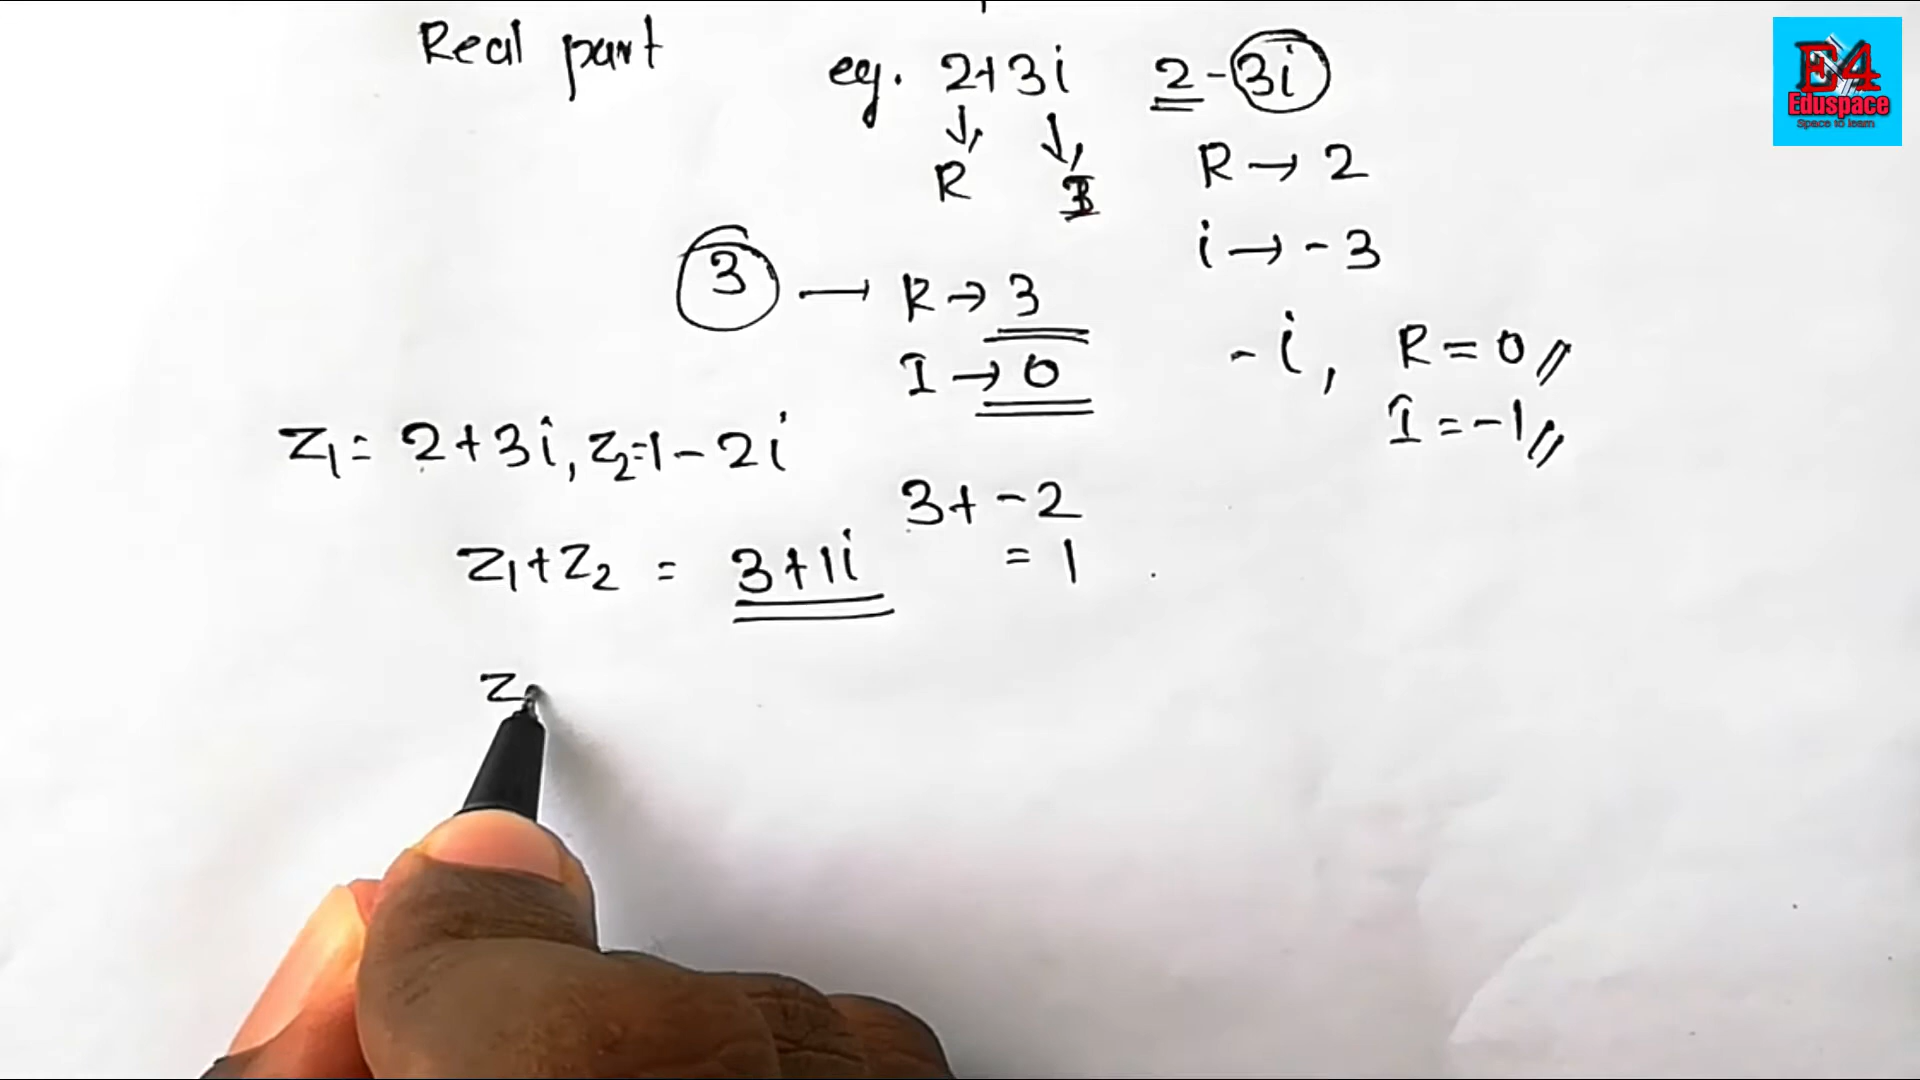 Real part
eg. 2+3i 2-3i
R I R → 2
i → -3
3 → R → 3
I → 0
-i, R = 0
I = -1
Z1 = 2+3i, Z2=1-2i
3+-2
= 1
Z1+Z2 = 3+1i
Z
E4
Eduspace
Space to learn